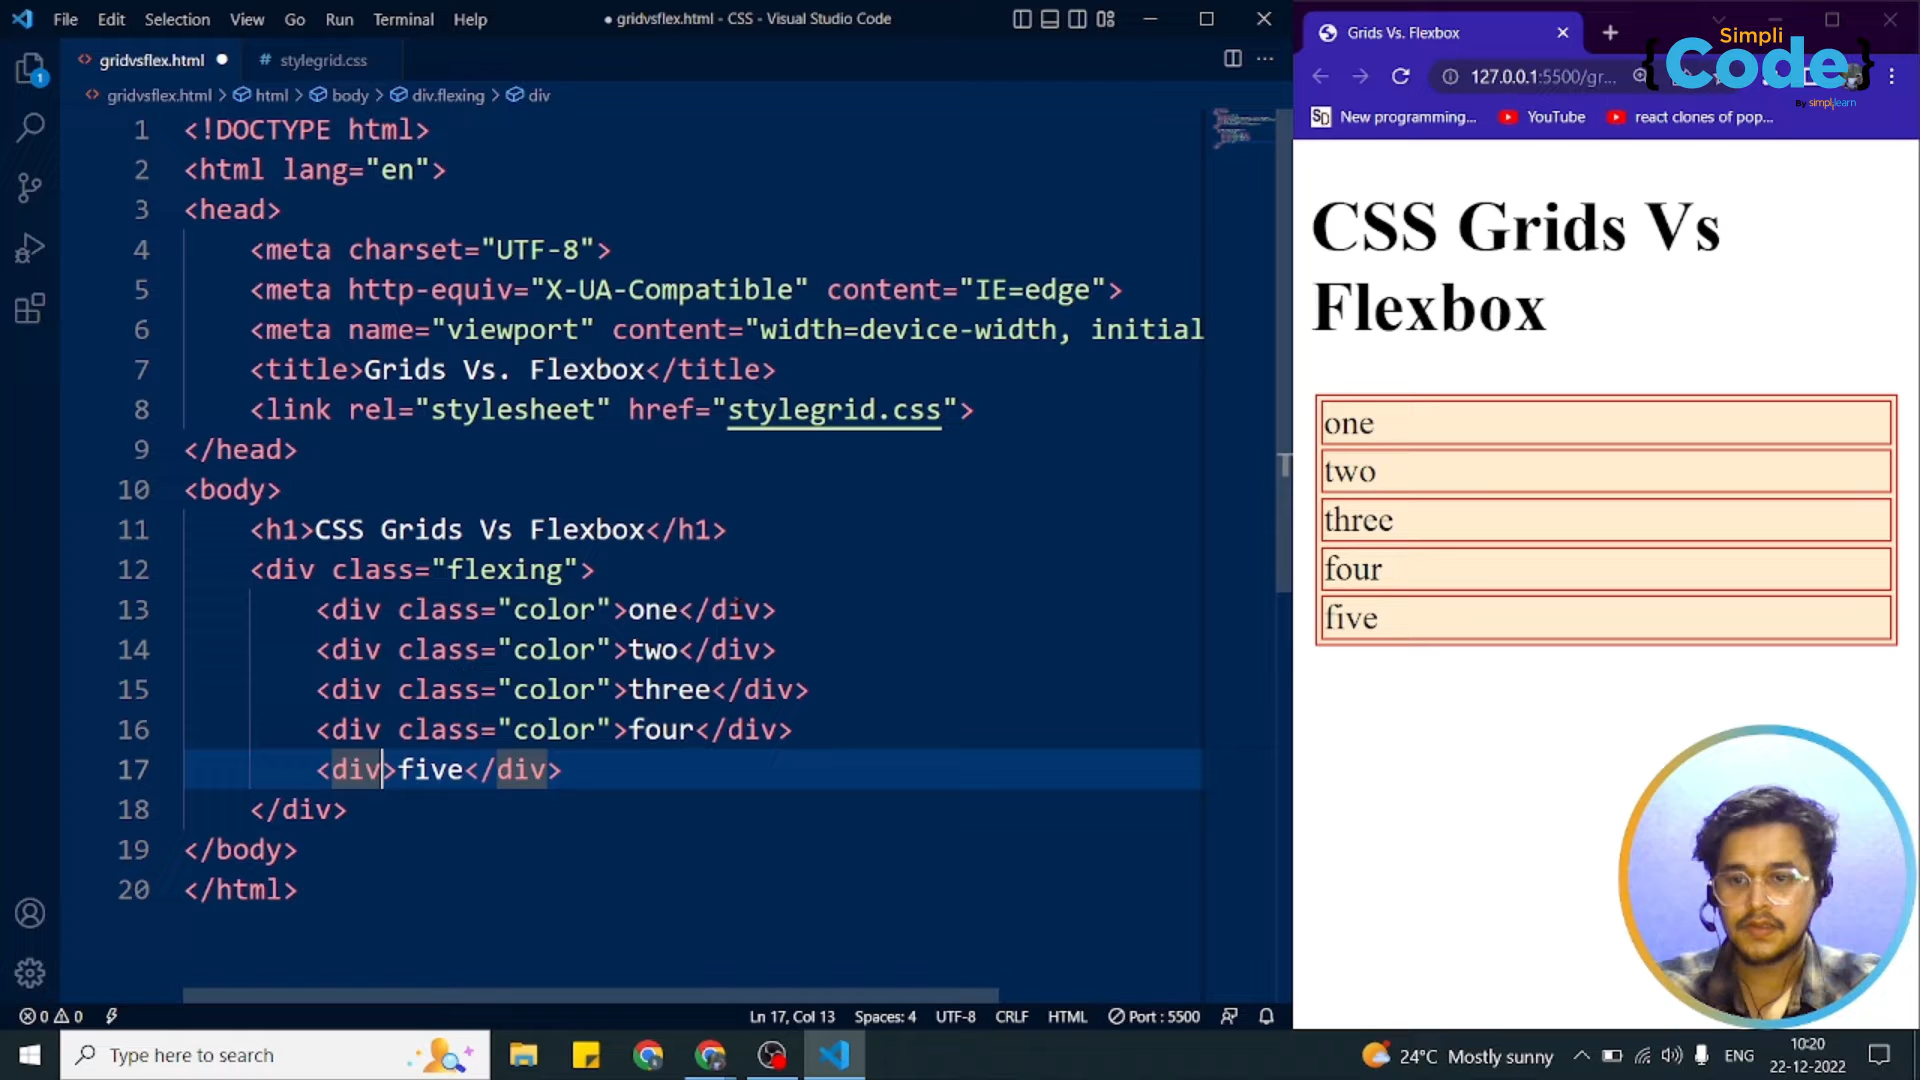 File Edit Selection View Go Run Terminal Help
● gridvsflex.html - CSS - Visual Studio Code
<> gridvsflex.html ●
# stylegrid.css
1
<> gridvsflex.html > html > body > div.flexing > div
1 <!DOCTYPE html>
2 <html lang="en">
3 <head>
4 <meta charset="UTF-8">
5 <meta http-equiv="X-UA-Compatible" content="IE=edge">
6 <meta name="viewport" content="width=device-width, initial
7 <title>Grids Vs. Flexbox</title>
8 <link rel="stylesheet" href="stylegrid.css">
9 </head>
10 <body>
11 <h1>CSS Grids Vs Flexbox</h1>
12 <div class="flexing">
13 <div class="color">one</div>
14 <div class="color">two</div>
15 <div class="color">three</div>
16 <div class="color">four</div>
17 <div>five</div>
18 </div>
19 </body>
20 </html>
0 0
Ln 17, Col 13 Spaces: 4 UTF-8 CRLF HTML Port : 5500
Grids Vs. Flexbox
Simpli
{Code}
By simplilearn
127.0.0.1:5500/gr...
SD New programming... YouTube react clones of pop...
CSS Grids Vs
Flexbox
one
two
three
four
five
Type here to search
24°C Mostly sunny
ENG
10:20
22-12-2022